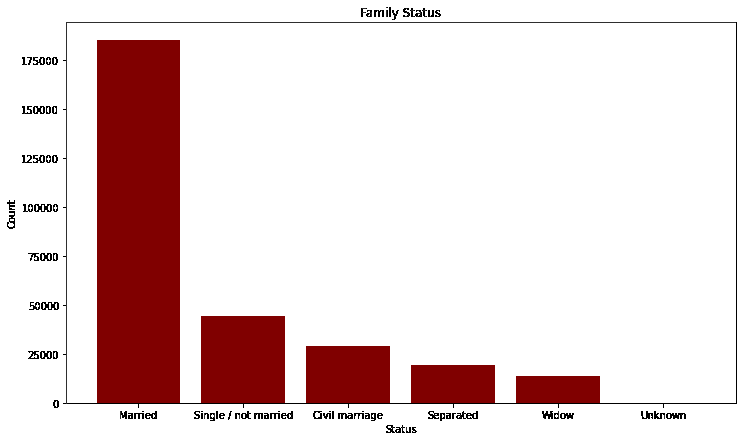 Family Status
Count
175000
150000
125000
100000
75000
50000
25000
0
Married Single / not married Civil marriage Separated Widow Unknown
Status